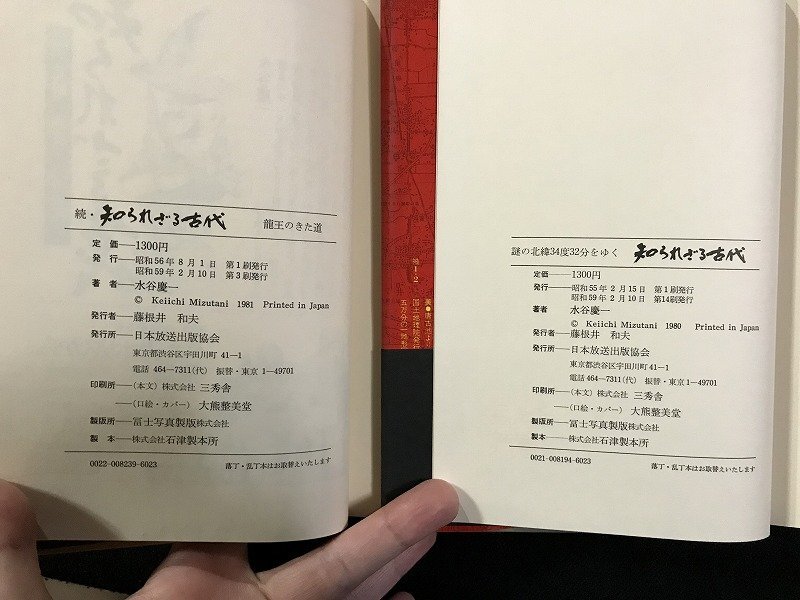 続・知られざる古代 龍王のきた道
定 価——1300円
発 行——昭和56年8月1日 第1刷発行
昭和59年2月10日 第3刷発行
著 者——水谷慶一
© Keiichi Mizutani 1981 Printed in Japan
発行者——藤根井 和夫
発行所——日本放送出版協会
東京都渋谷区宇田川町 41―1
電話 464―7311(代) 振替・東京 1―49701
印刷所——(本文)株式会社 三秀舎
——(口絵・カバー) 大熊整美堂
製版所——冨士写真製版株式会社
製 本——株式会社石津製本所
0022-008239-6023 落丁・乱丁本はお取替えいたします
謎の北緯34度32分をゆく 知られざる古代
定価——1300円
発行——昭和55年2月15日 第1刷発行
昭和59年2月10日 第14刷発行
著者——水谷慶一
© Keiichi Mizutani 1980 Printed in Japan
発行者——藤根井 和夫
発行所——日本放送出版協会
東京都渋谷区宇田川町 41―1
電話 464―7311(代) 振替・東京 1―49701
印刷所——(本文)株式会社 三秀舎
——(口絵・カバー) 大熊整美堂
製版所——冨士写真製版株式会社
製本——株式会社石津製本所
0021-008194-6023 落丁・乱丁本はお取替えいたします